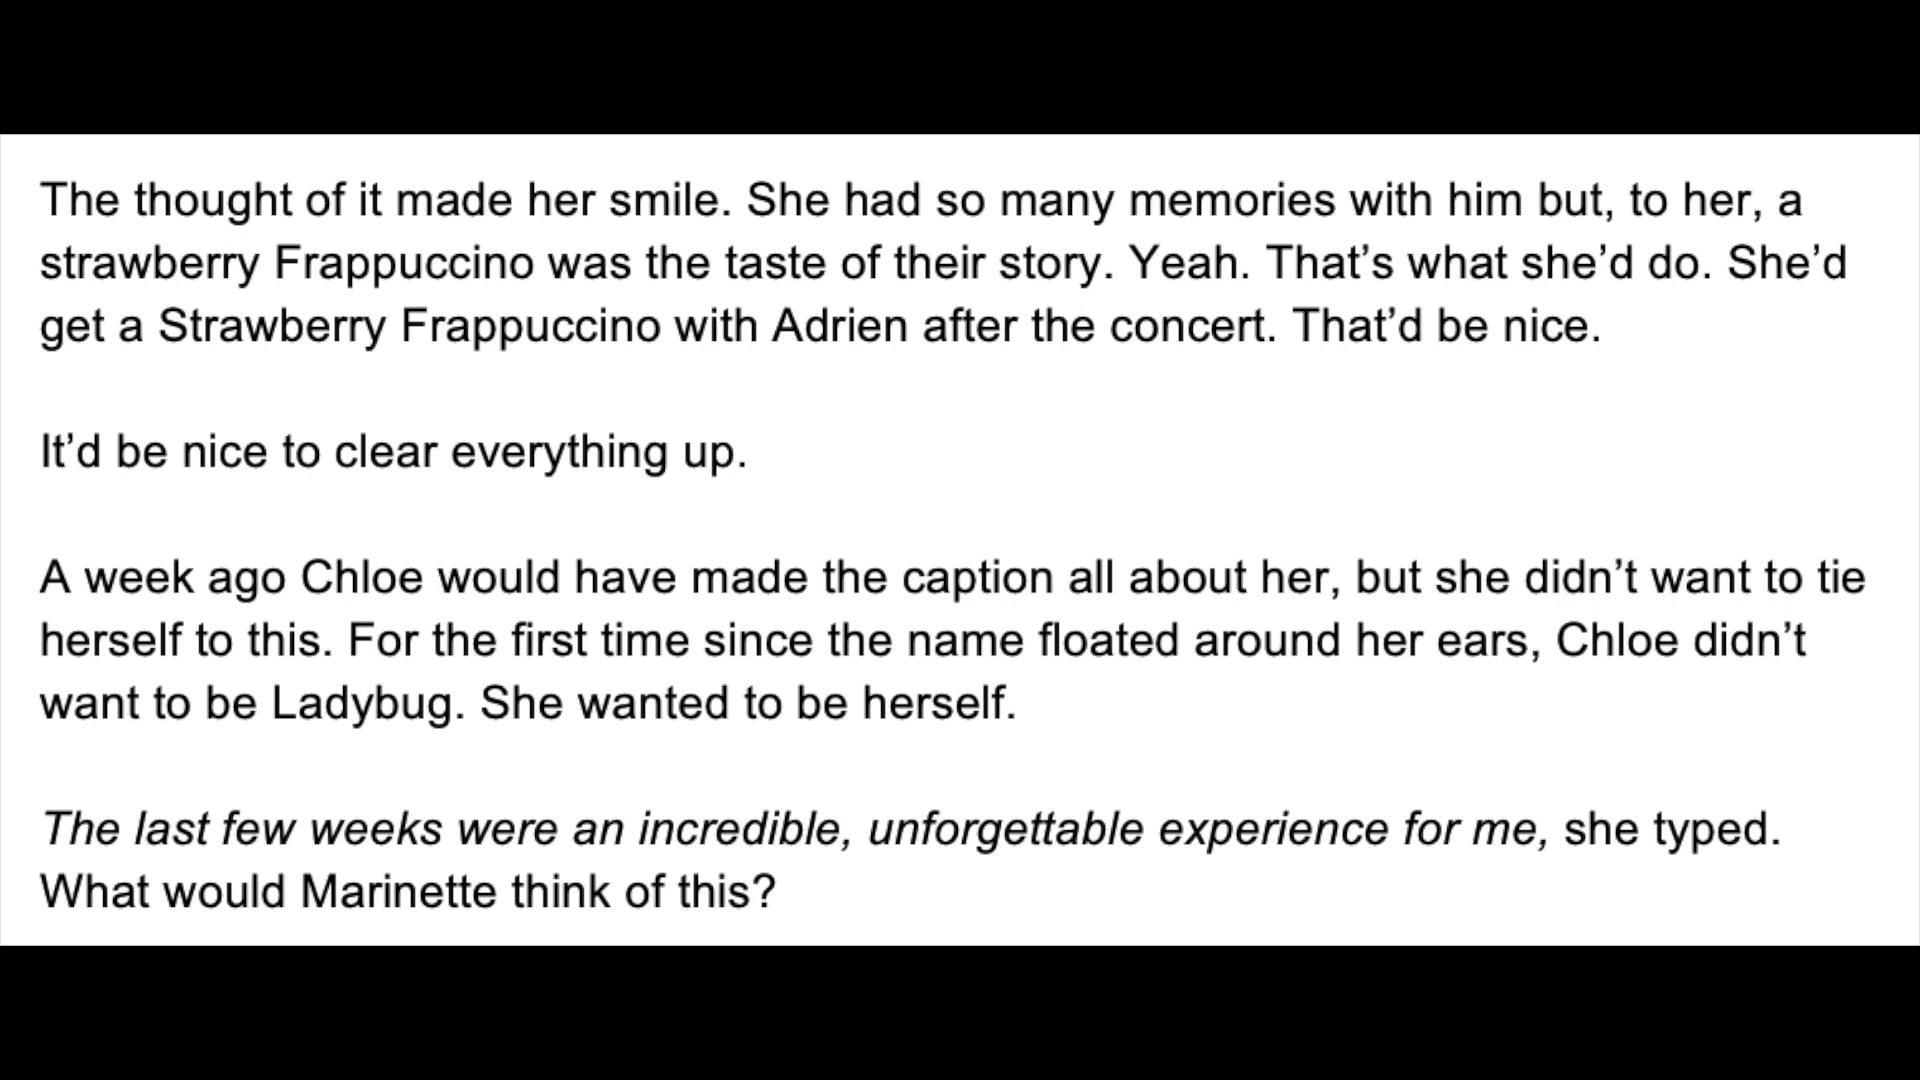 The thought of it made her smile. She had so many memories with him but, to her, a
strawberry Frappuccino was the taste of their story. Yeah. That’s what she’d do. She’d
get a Strawberry Frappuccino with Adrien after the concert. That’d be nice.
It’d be nice to clear everything up.
A week ago Chloe would have made the caption all about her, but she didn’t want to tie
herself to this. For the first time since the name floated around her ears, Chloe didn’t
want to be Ladybug. She wanted to be herself.
The last few weeks were an incredible, unforgettable experience for me, she typed.
What would Marinette think of this?